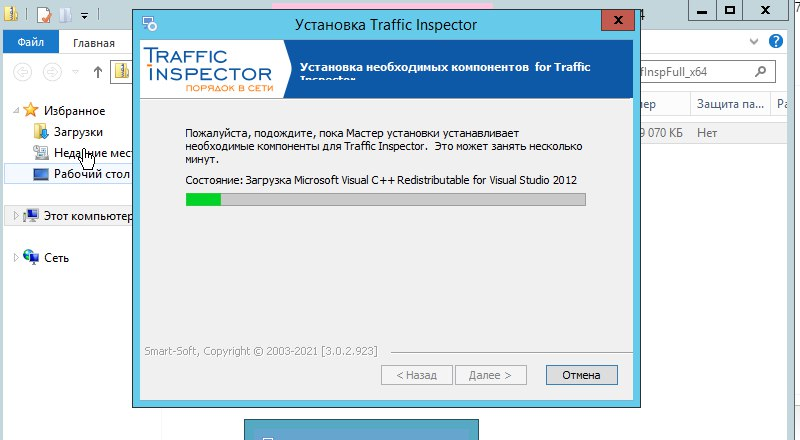 Установка Traffic Inspector
Файл
Главная
TRAFFIC
INSPECTOR
ПОРЯДОК В СЕТИ
Установка необходимых компонентов for Traffic
Inspector
fInspFull_x64
Избранное
Загрузки
Недавние мест
Рабочий стол
Этот компьютер
Сеть
мер
Защита па...
Р
9 070 КБ
Нет
Пожалуйста, подождите, пока Мастер установки устанавливает
необходимые компоненты для Traffic Inspector. Это может занять несколько
минут.
Состояние: Загрузка Microsoft Visual C++ Redistributable for Visual Studio 2012
Smart-Soft, Copyright © 2003-2021 [3.0.2.923]
< Назад
Далее >
Отмена